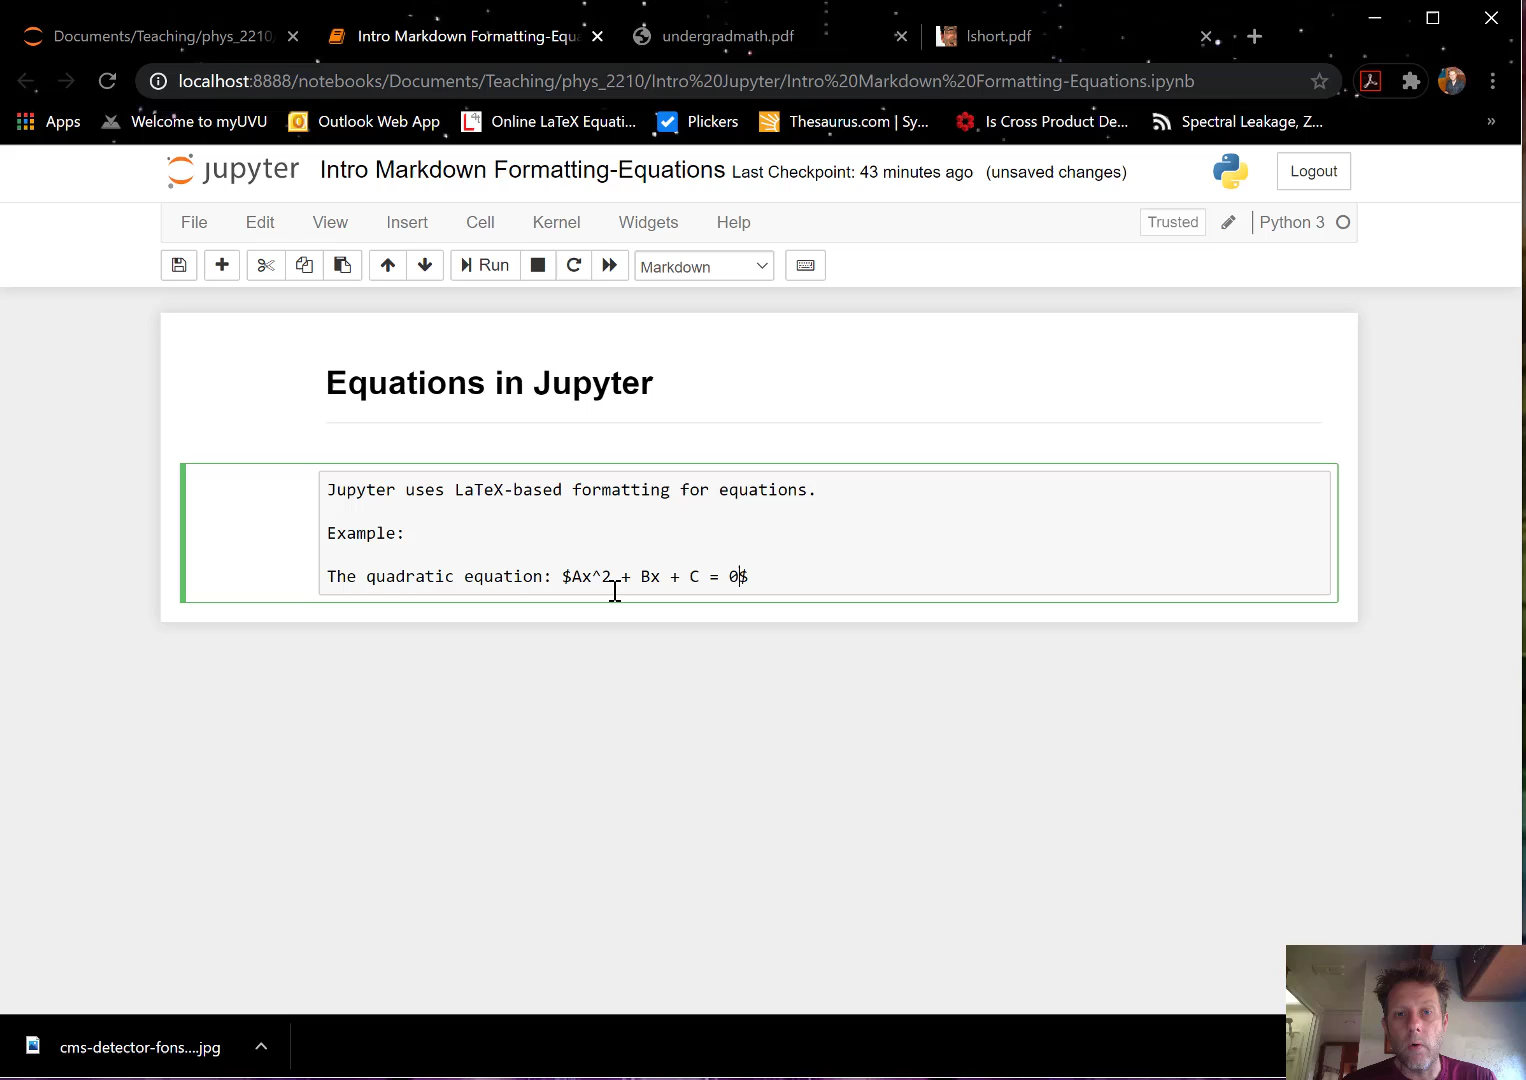 Documents/Teaching/phys_2210,
Intro Markdown Formatting-Equ
undergradmath.pdf
lshort.pdf
localhost:8888/notebooks/Documents/Teaching/phys_2210/Intro%20Jupyter/Intro%20Markdown%20Formatting-Equations.ipynb
Apps
Welcome to myUVU
Outlook Web App
Online LaTeX Equati...
Plickers
Thesaurus.com | Sy...
Is Cross Product De...
Spectral Leakage, Z...
»
jupyter
Intro Markdown Formatting-Equations
Last Checkpoint: 43 minutes ago
(unsaved changes)
Logout
File
Edit
View
Insert
Cell
Kernel
Widgets
Help
Trusted
Python 3
Run
Markdown
Equations in Jupyter
Jupyter uses LaTeX-based formatting for equations.
Example:
The quadratic equation: $Ax^2 + Bx + C = 0$
cms-detector-fons....jpg